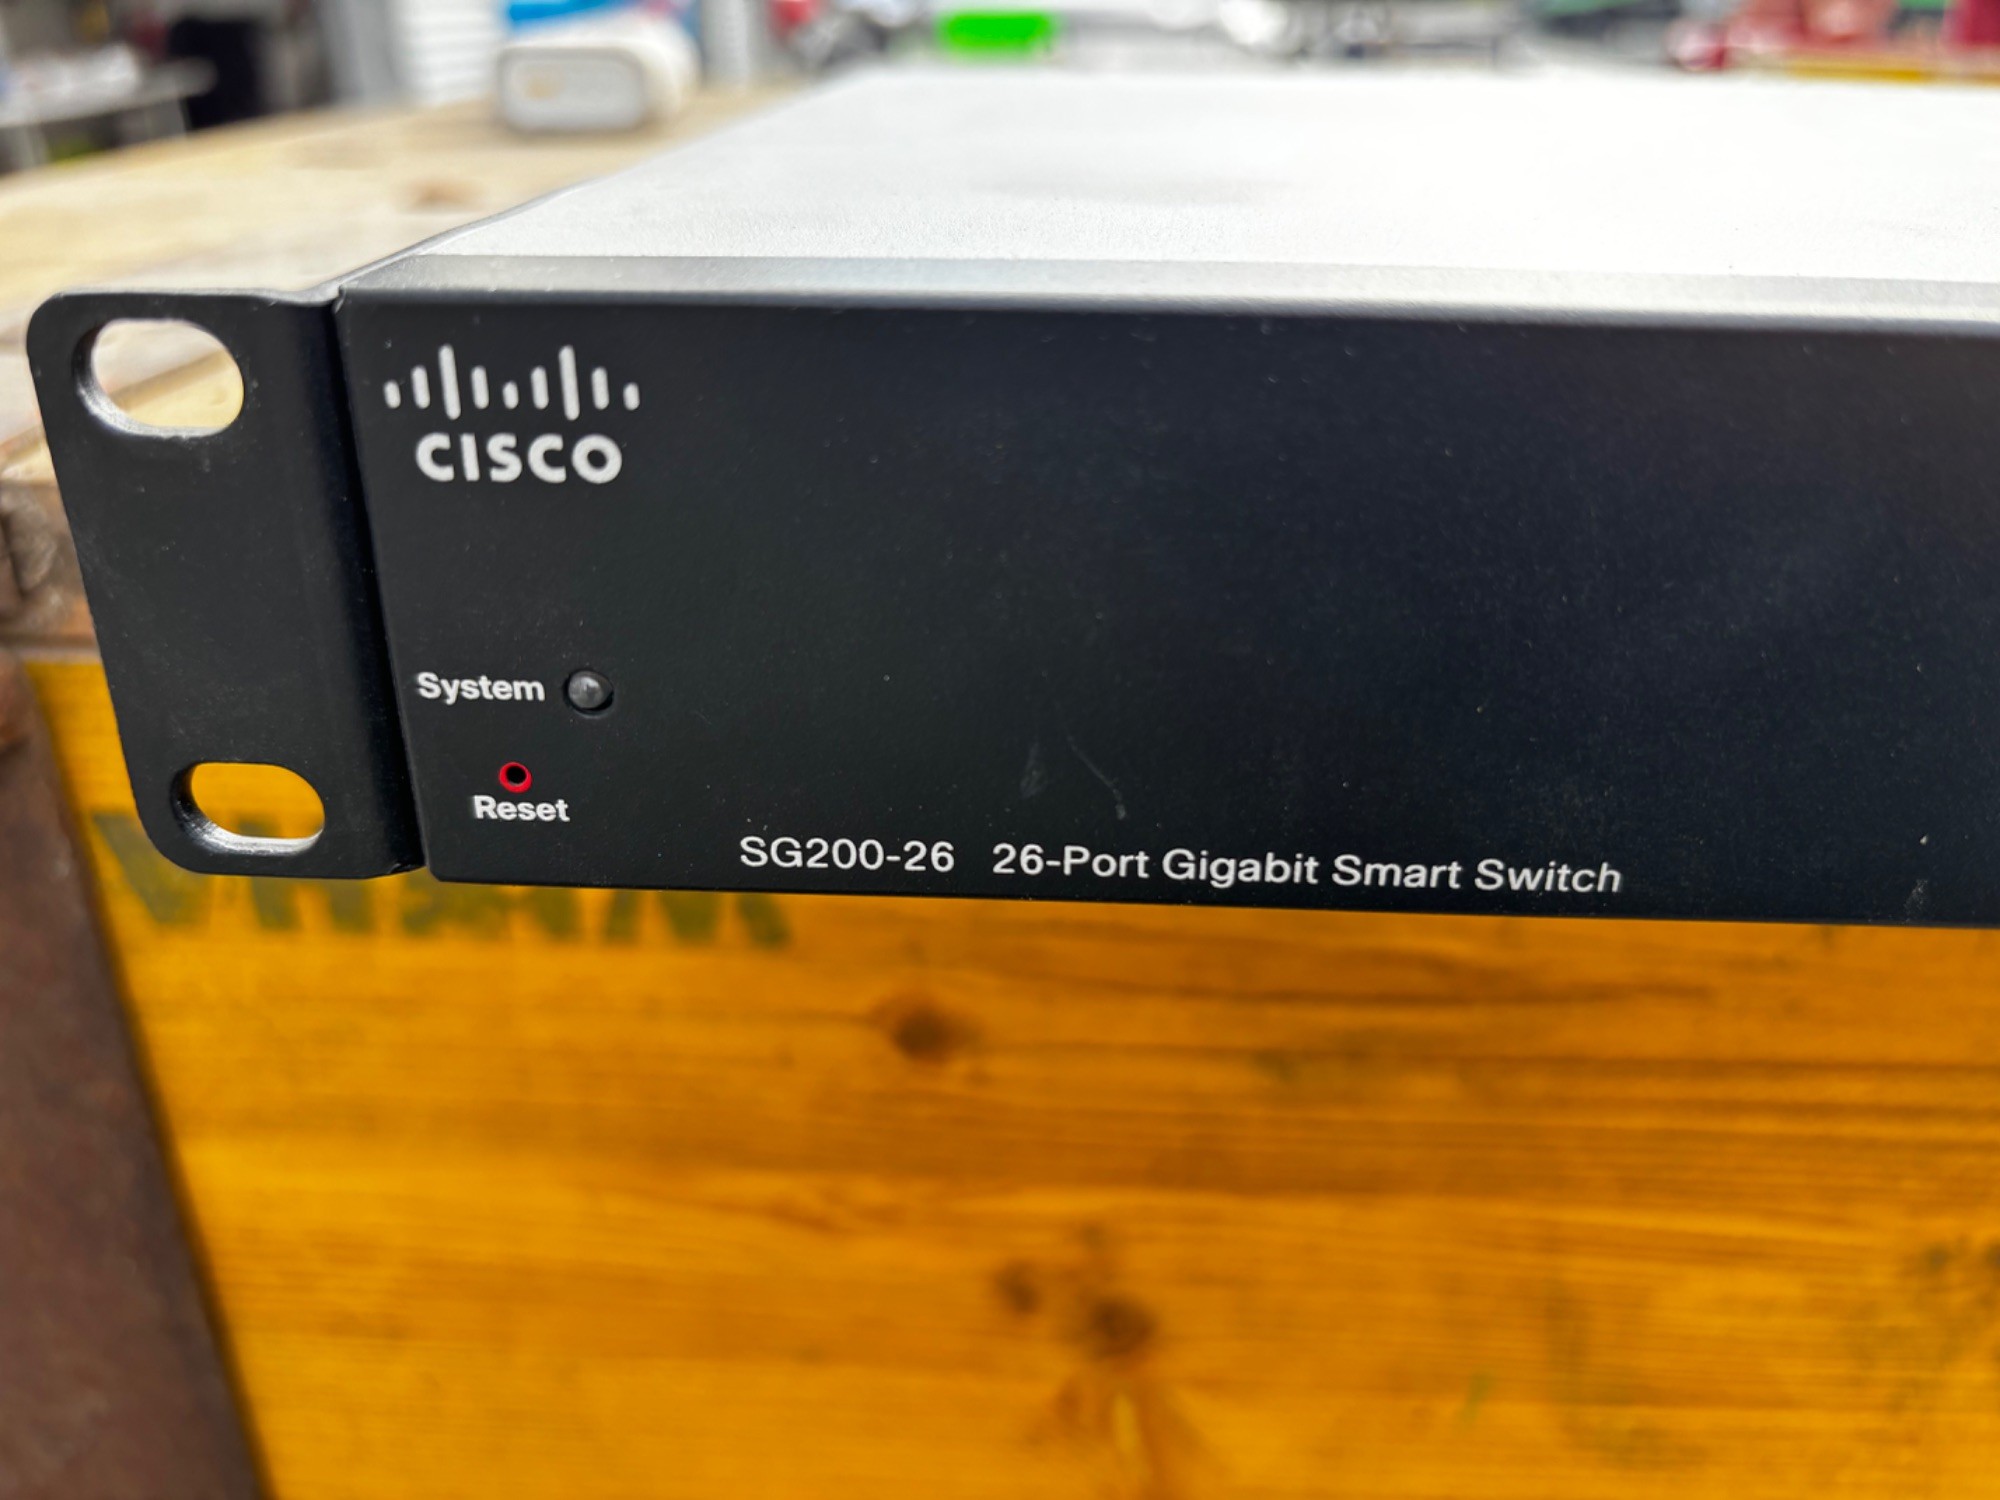 CISCO
System
Reset
SG200-26 26-Port Gigabit Smart Switch